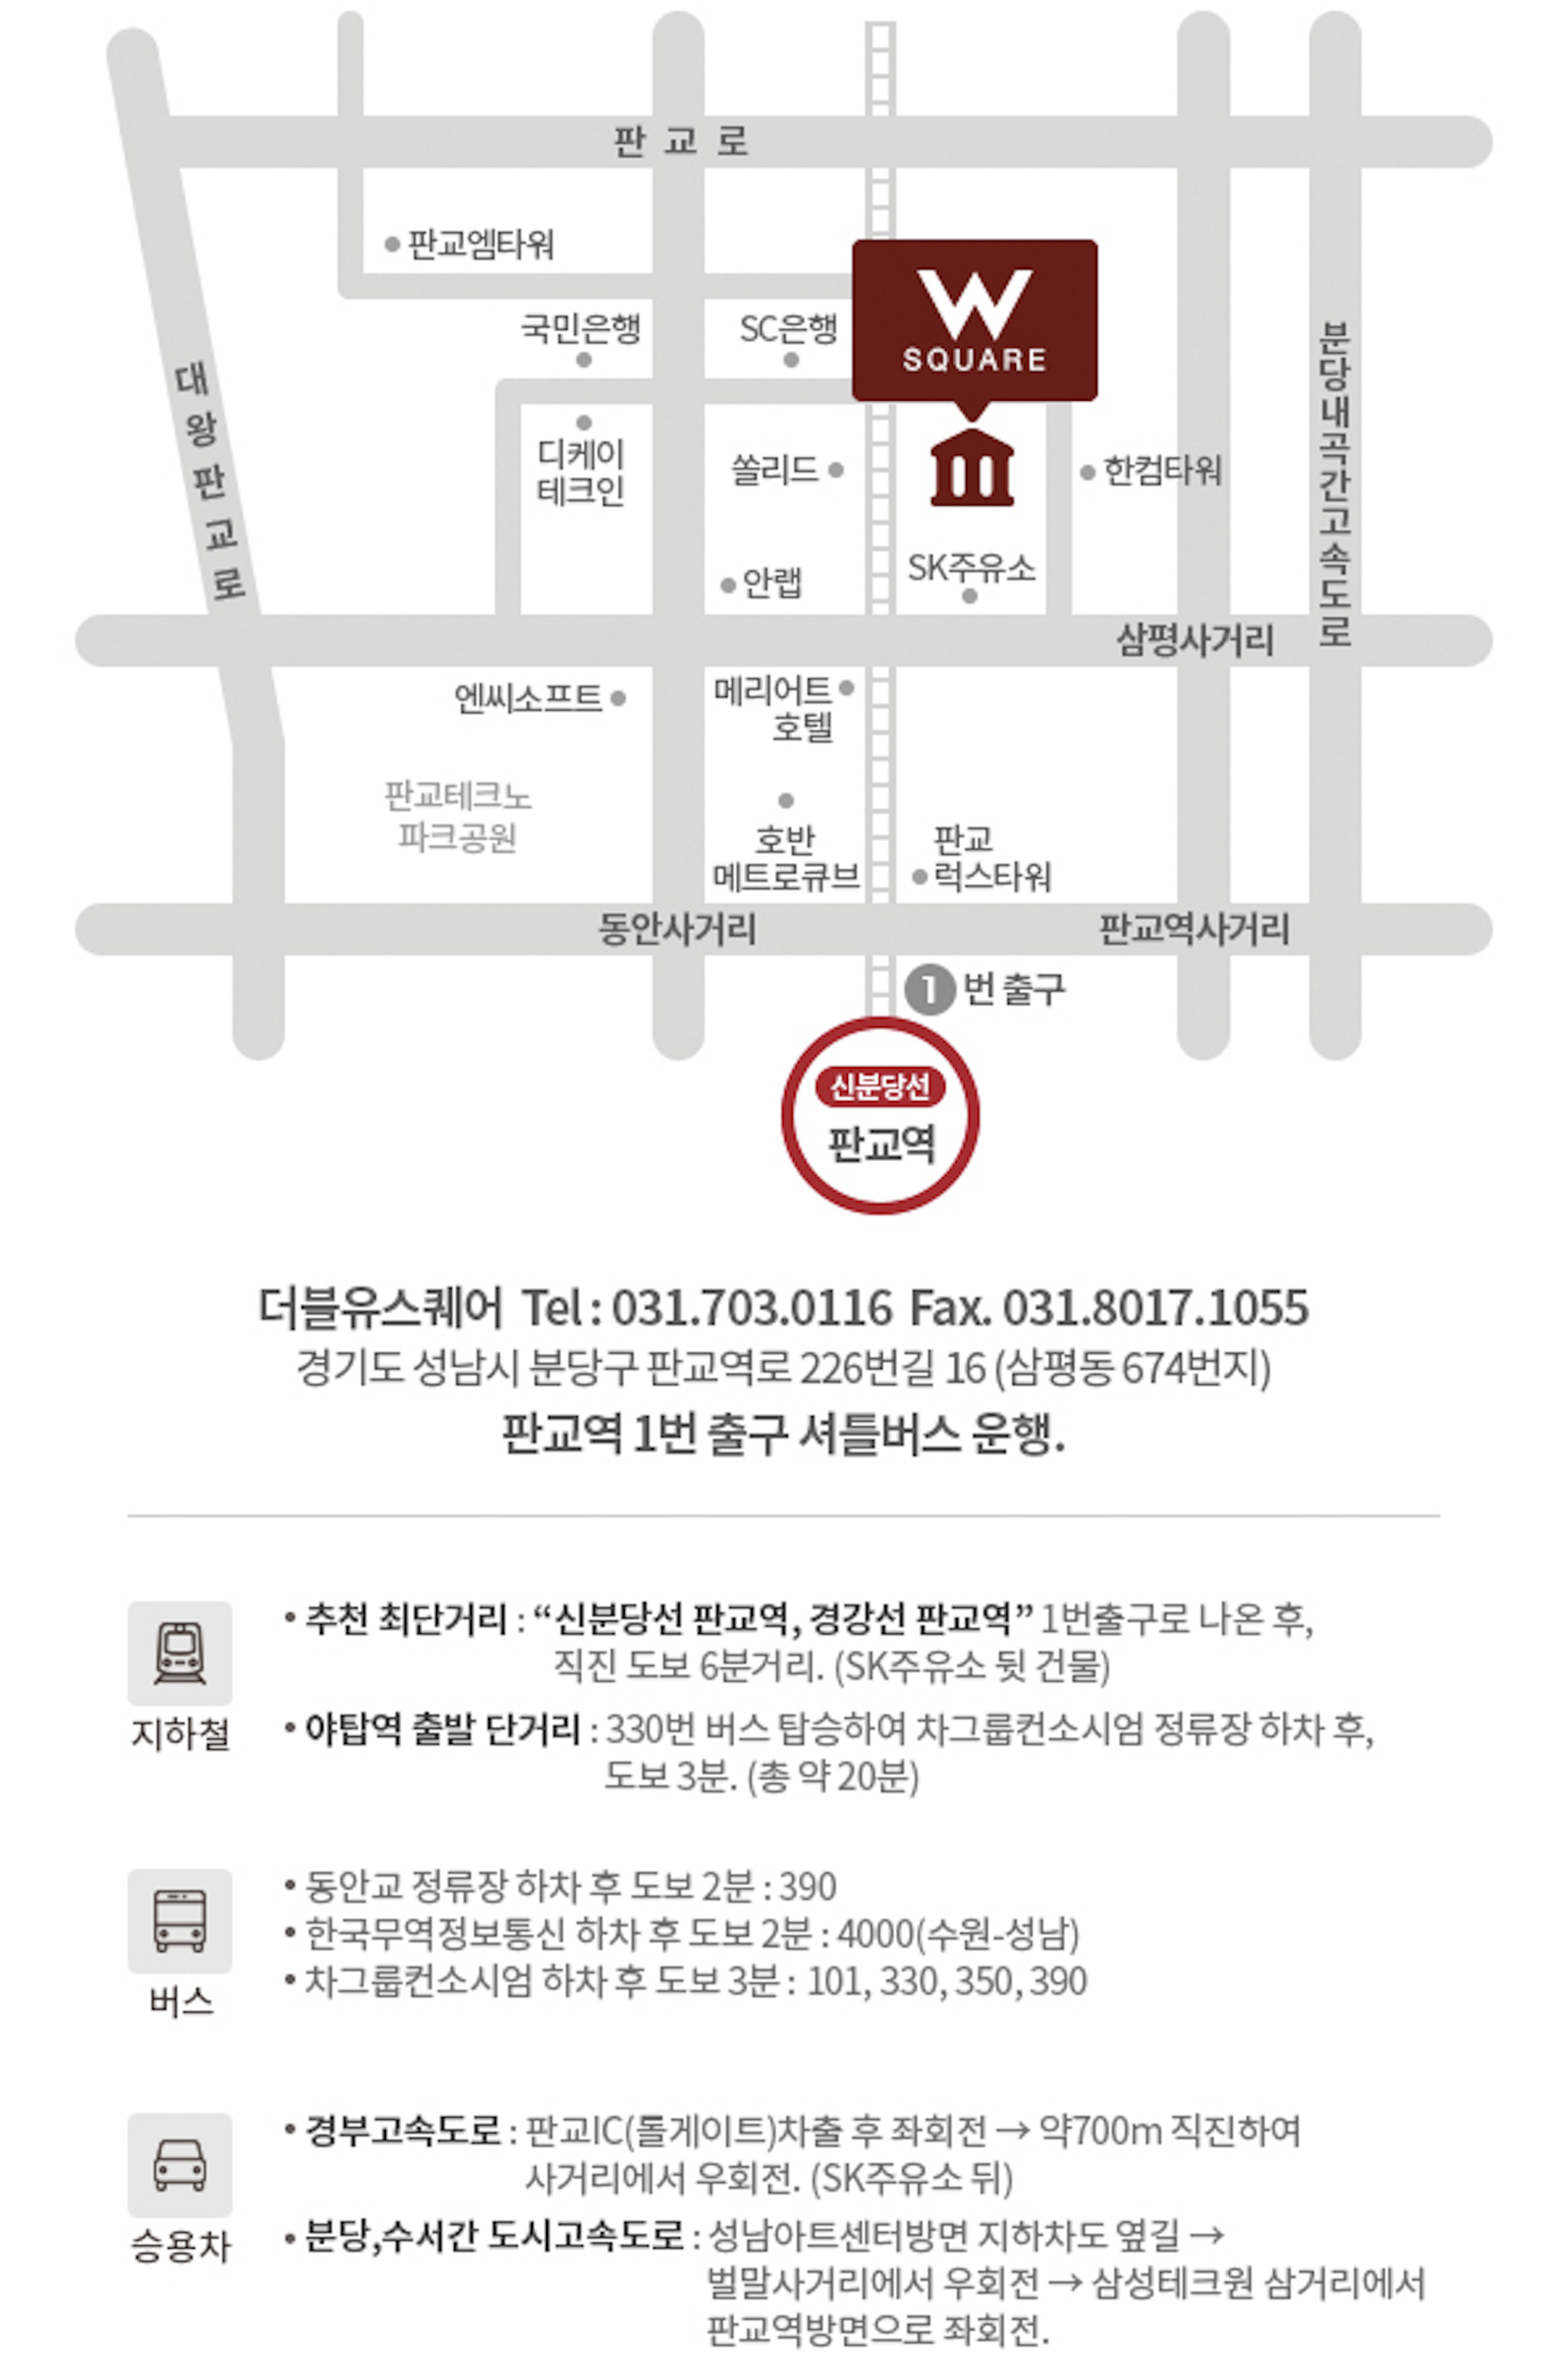 판 교 로
판교엠타워
W
SQUARE
국민은행
SC은행
대왕판교로
분당내곡간고속도로
디케이
테크인
쏠리드
한컴타워
SK주유소
안랩
삼평사거리
엔씨소프트
메리어트
호텔
판교테크노
파크공원
호반
메트로큐브
판교
럭스타워
동안사거리
판교역사거리
1번 출구
신분당선
판교역
더블유스퀘어 Tel : 031.703.0116 Fax. 031.8017.1055
경기도 성남시 분당구 판교역로 226번길 16 (삼평동 674번지)
판교역 1번 출구 셔틀버스 운행.
지하철
• 추천 최단거리 : “신분당선 판교역, 경강선 판교역” 1번출구로 나온 후,
직진 도보 6분거리. (SK주유소 뒷 건물)
• 야탑역 출발 단거리 : 330번 버스 탑승하여 차그룹컨소시엄 정류장 하차 후,
도보 3분. (총 약 20분)
버스
• 동안교 정류장 하차 후 도보 2분 : 390
• 한국무역정보통신 하차 후 도보 2분 : 4000(수원-성남)
• 차그룹컨소시엄 하차 후 도보 3분 : 101, 330, 350, 390
승용차
• 경부고속도로 : 판교IC(톨게이트)차출 후 좌회전 → 약700m 직진하여
사거리에서 우회전. (SK주유소 뒤)
• 분당,수서간 도시고속도로 : 성남아트센터방면 지하차도 옆길 →
벌말사거리에서 우회전 → 삼성테크원 삼거리에서
판교역방면으로 좌회전.